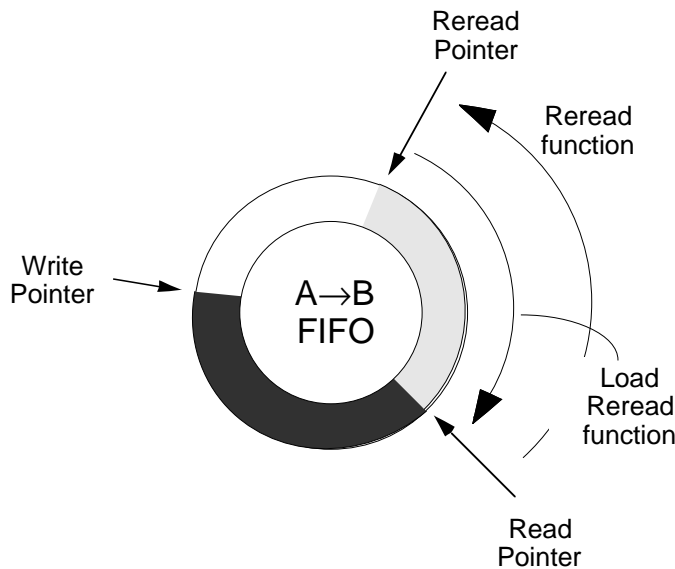 Reread
Pointer
Reread
function
Write
Pointer
A→B
FIFO
Load
Reread
function
Read
Pointer